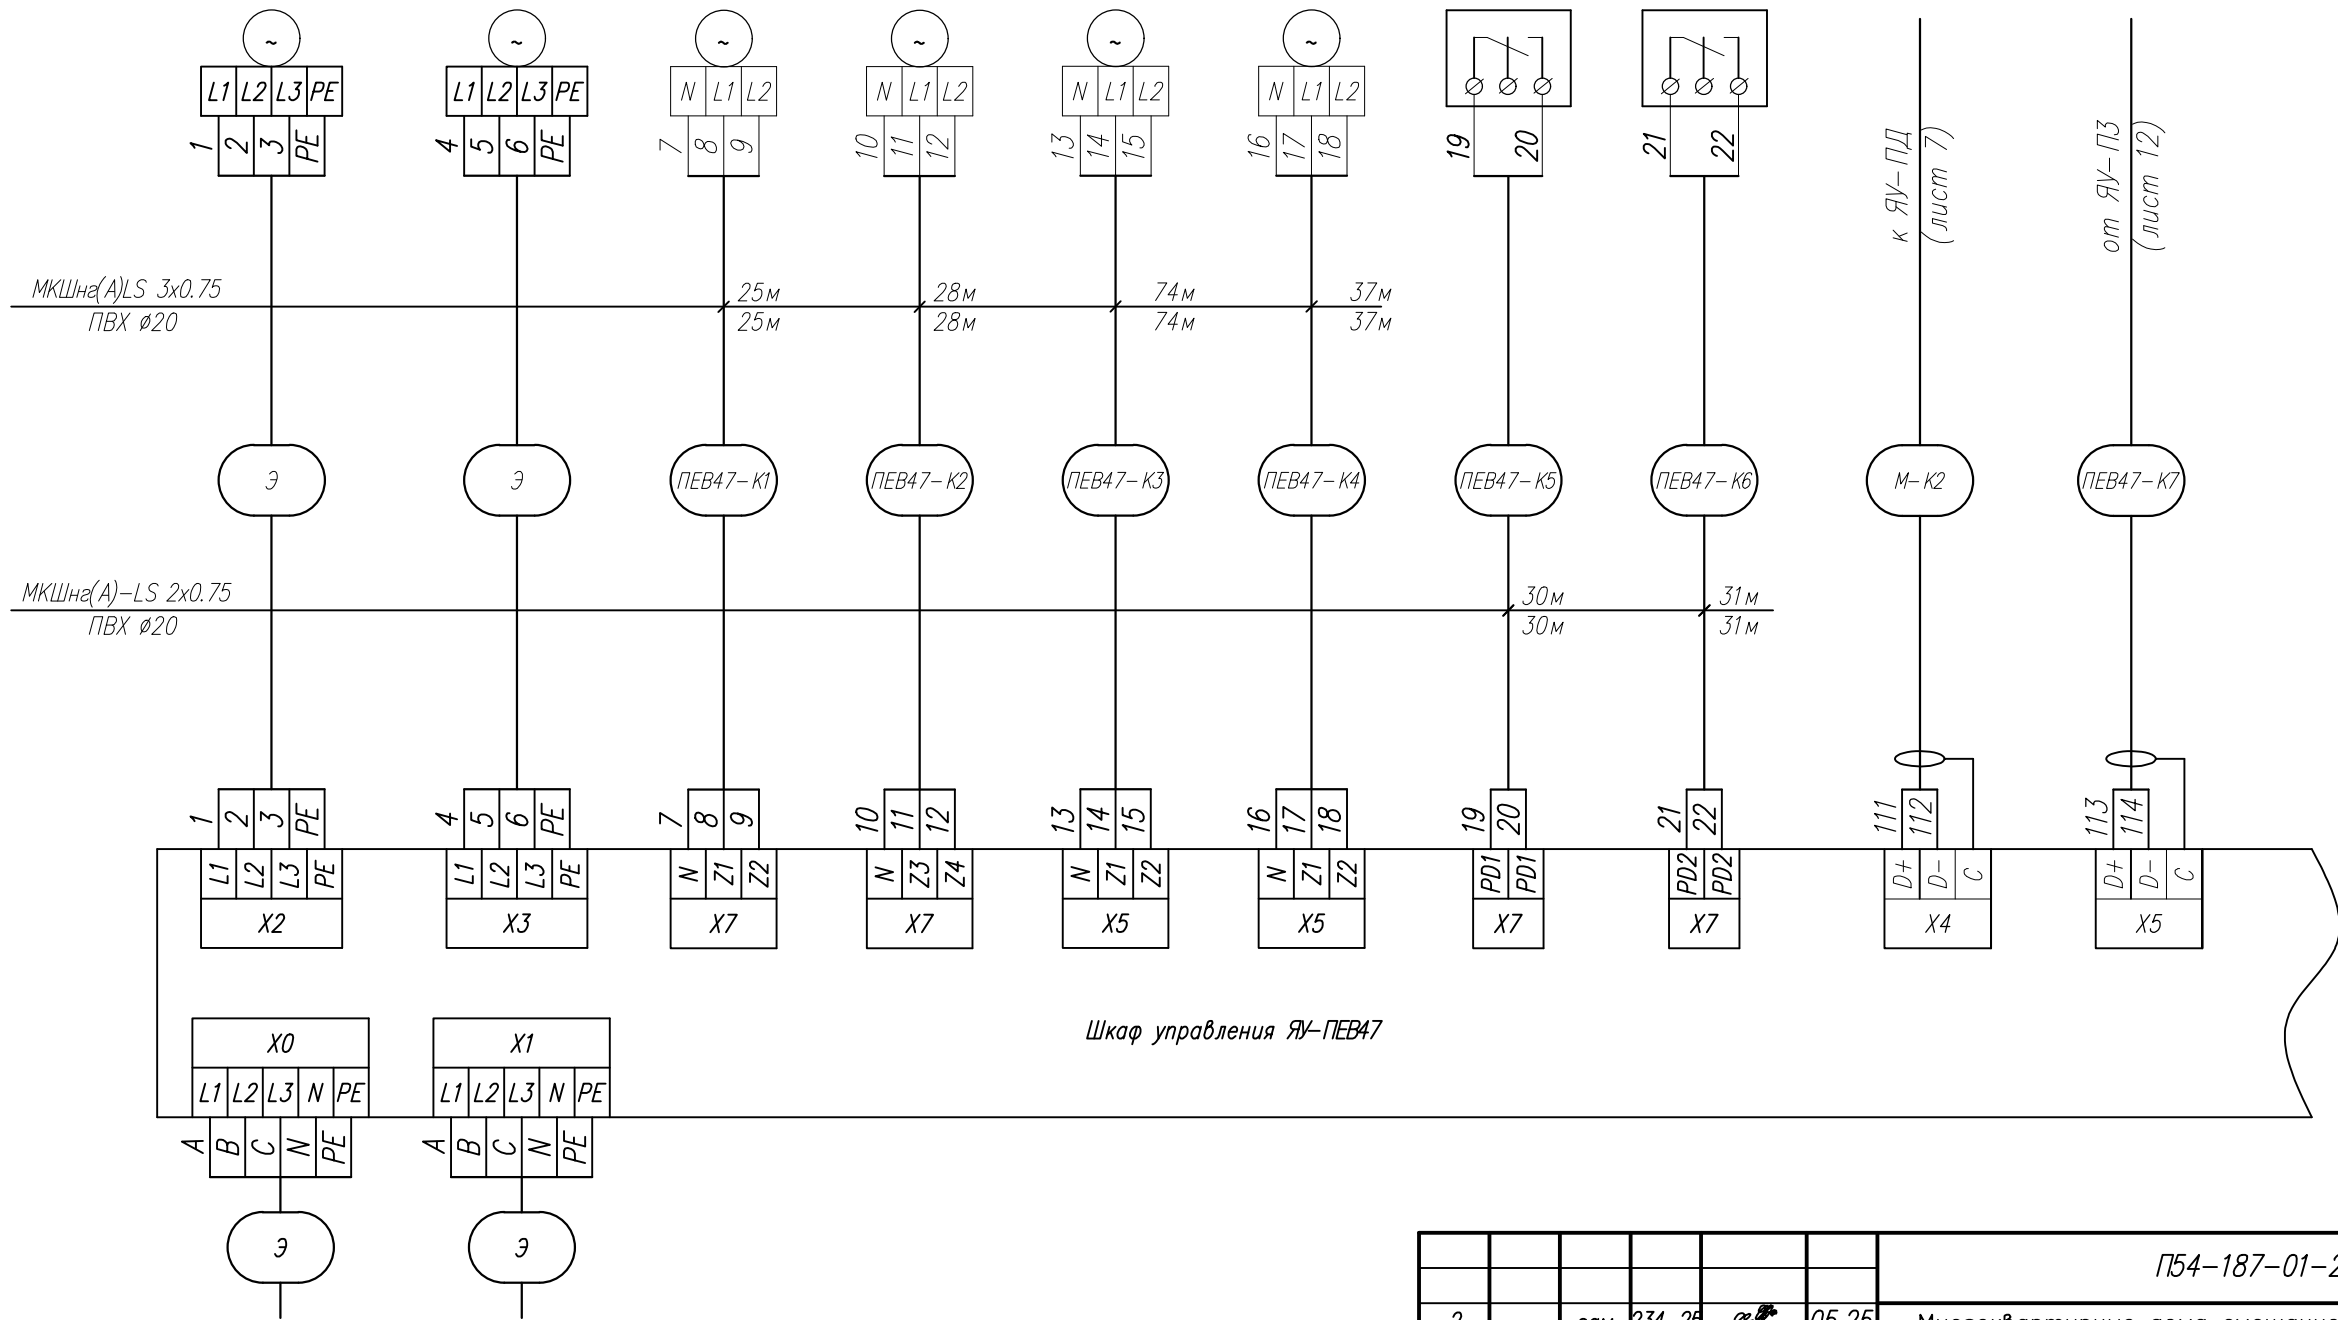 ~ ~ ~ ~ ~ ~
L1 L2 L3 PE L1 L2 L3 PE N L1 L2 N L1 L2 N L1 L2 N L1 L2
1 2 3 PE 4 5 6 PE 7 8 9 10 11 12 13 14 15 16 17 18 19 20 21 22
к ЯУ-ПД
(лист 7)
от ЯУ-П3
(лист 12)
МКШнг(А)LS 3х0.75 25м 28м 74м 37м
ПВХ ø20 25м 28м 74м 37м
Э Э ПЕВ47-К1 ПЕВ47-К2 ПЕВ47-К3 ПЕВ47-К4 ПЕВ47-К5 ПЕВ47-К6 М-К2 ПЕВ47-К7
МКШнг(А)-LS 2х0.75 30м 31м
ПВХ ø20 30м 31м
1 2 3 PE 4 5 6 PE 7 8 9 10 11 12 13 14 15 16 17 18 19 20 21 22 111 112 113 114
L1 L2 L3 PE L1 L2 L3 PE N Z1 Z2 N Z3 Z4 N Z1 Z2 N Z1 Z2 PD1 PD1 PD2 PD2 D+ D- C D+ D- C
X2 X3 X7 X7 X5 X5 X7 X7 X4 X5
Шкаф управления ЯУ-ПЕВ47
X0 X1
L1 L2 L3 N PE L1 L2 L3 N PE
A B C N PE A B C N PE
Э Э
П54-187-01-2